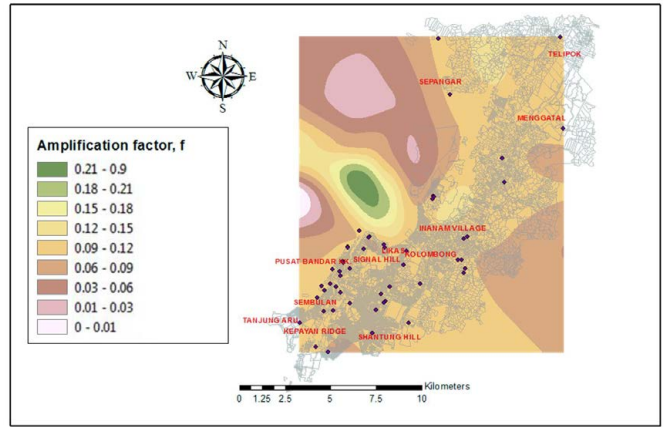 N
W E
S
TELIPOK
SEPANGAR
MENGGATAL
Amplification factor, f
0.21 - 0.9
0.18 - 0.21
0.15 - 0.18
0.12 - 0.15
0.09 - 0.12
0.06 - 0.09
0.03 - 0.06
0.01 - 0.03
0 - 0.01
INANAM VILLAGE
LIKAS
KOLOMBONG
SIGNAL HILL
PUSAT BANDAR KK
SEMBULAN
TANJUNG ARU
KEPAYAN RIDGE
SHANTUNG HILL
Kilometers
0 1.25 2.5 5 7.5 10